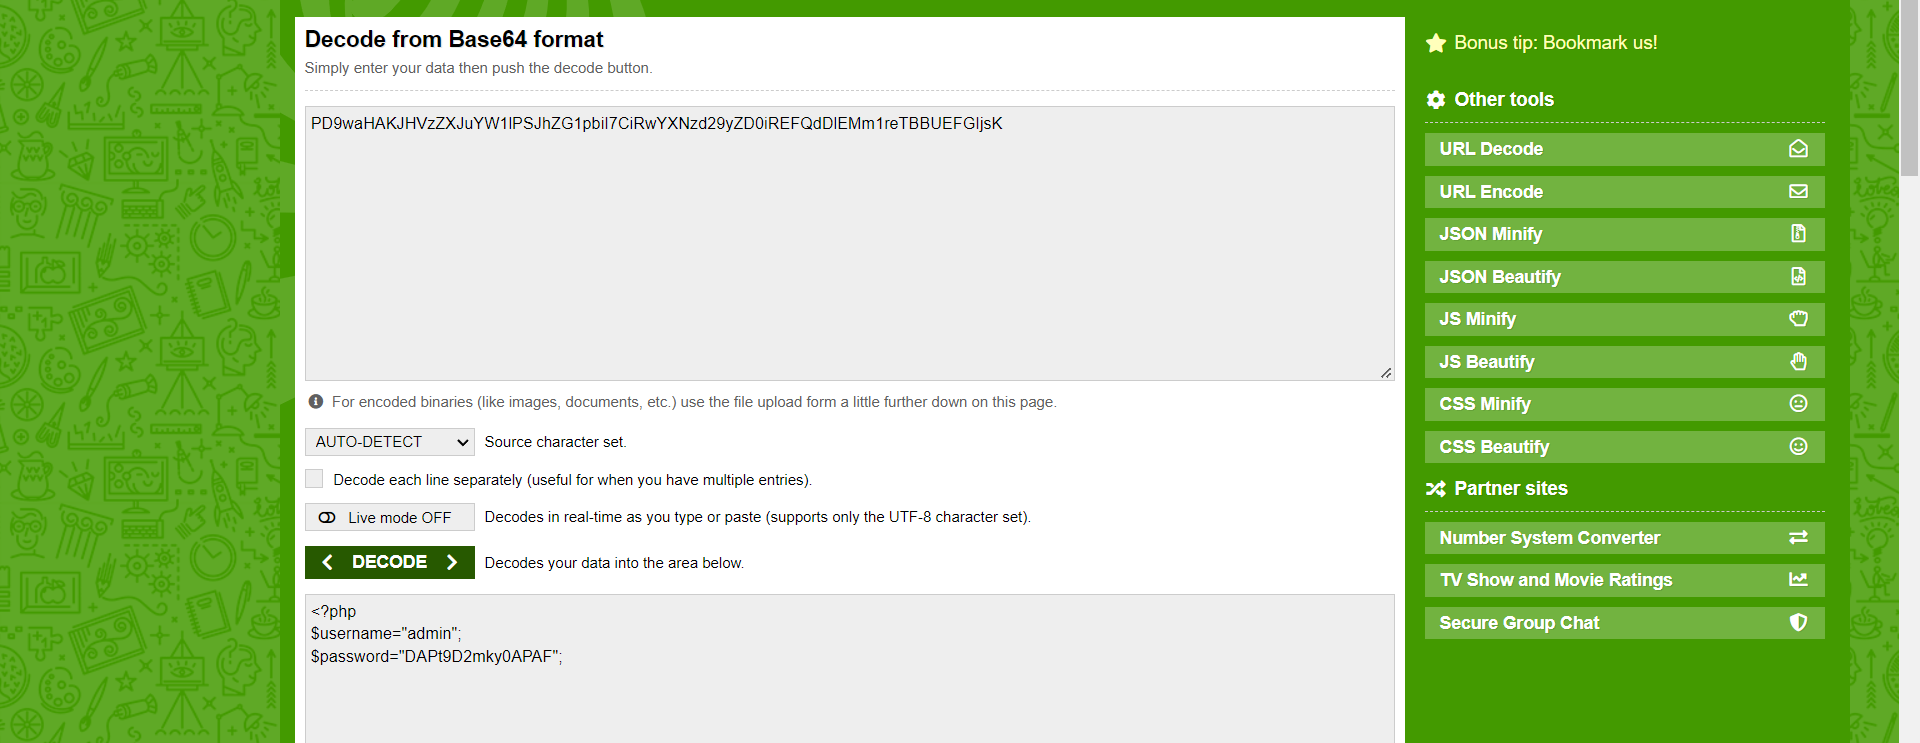 Decode from Base64 format
Simply enter your data then push the decode button.
PD9waHAKJHVzZXJuYW1lPSJhZG1pbiI7CiRwYXNzd29yZD0iREFQdDlEMm1reTBBUEFGIjsK
For encoded binaries (like images, documents, etc.) use the file upload form a little further down on this page.
AUTO-DETECT Source character set.
Decode each line separately (useful for when you have multiple entries).
Live mode OFF Decodes in real-time as you type or paste (supports only the UTF-8 character set).
DECODE Decodes your data into the area below.
<?php
$username="admin";
$password="DAPt9D2mky0APAF";
Bonus tip: Bookmark us!
Other tools
URL Decode
URL Encode
JSON Minify
JSON Beautify
JS Minify
JS Beautify
CSS Minify
CSS Beautify
Partner sites
Number System Converter
TV Show and Movie Ratings
Secure Group Chat